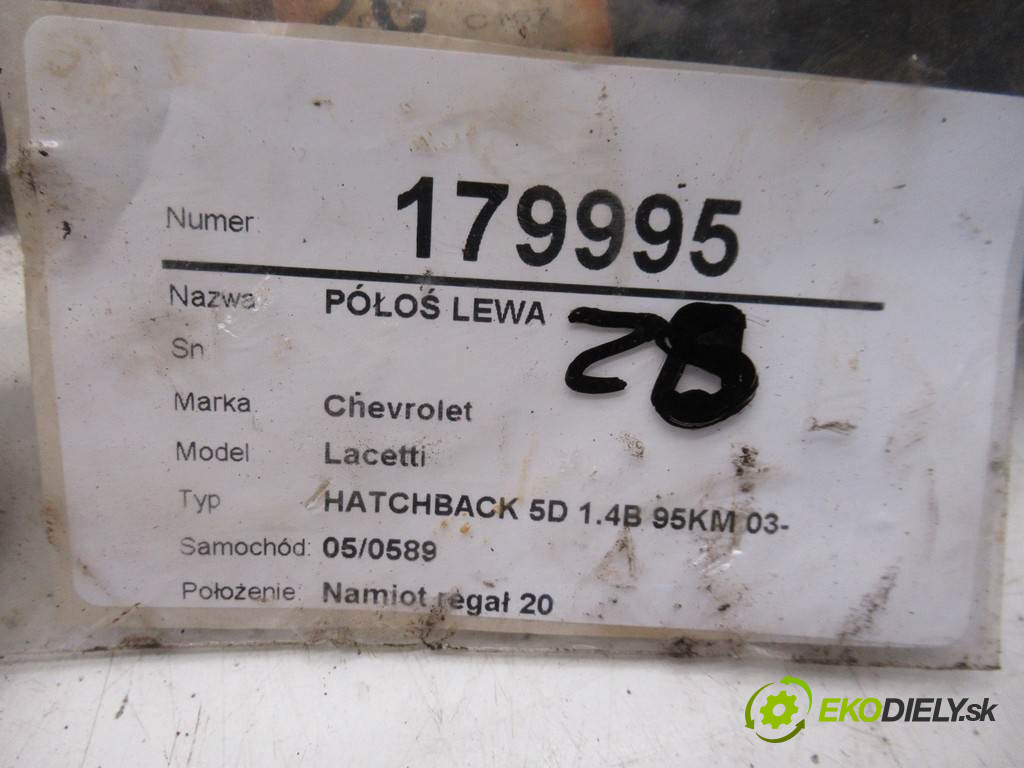 Numer 179995
Nazwa PÓŁOŚ LEWA 28
Sn
Marka Chevrolet
Model Lacetti
Typ HATCHBACK 5D 1.4B 95KM 03-
Samochód: 05/0589
Położenie: Namiot regał 20
EKODIELY.sk